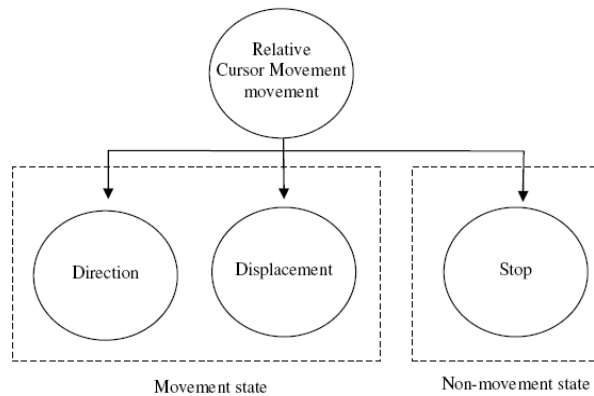 Relative
Cursor Movement
movement
Direction
Displacement
Stop
Movement state
Non-movement state